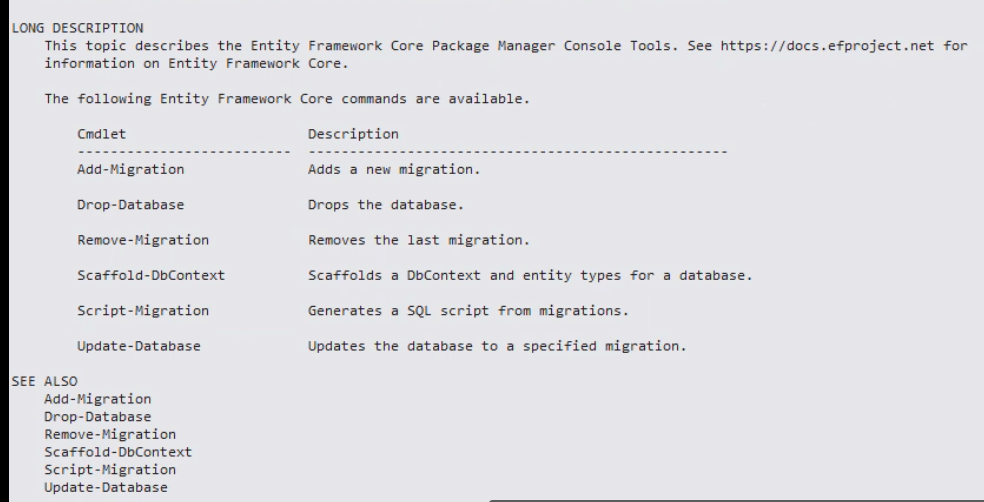 LONG DESCRIPTION
This topic describes the Entity Framework Core Package Manager Console Tools. See https://docs.efproject.net for
information on Entity Framework Core.
The following Entity Framework Core commands are available.
Cmdlet Description
-------------------------- ---------------------------------------------------
Add-Migration Adds a new migration.
Drop-Database Drops the database.
Remove-Migration Removes the last migration.
Scaffold-DbContext Scaffolds a DbContext and entity types for a database.
Script-Migration Generates a SQL script from migrations.
Update-Database Updates the database to a specified migration.
SEE ALSO
Add-Migration
Drop-Database
Remove-Migration
Scaffold-DbContext
Script-Migration
Update-Database